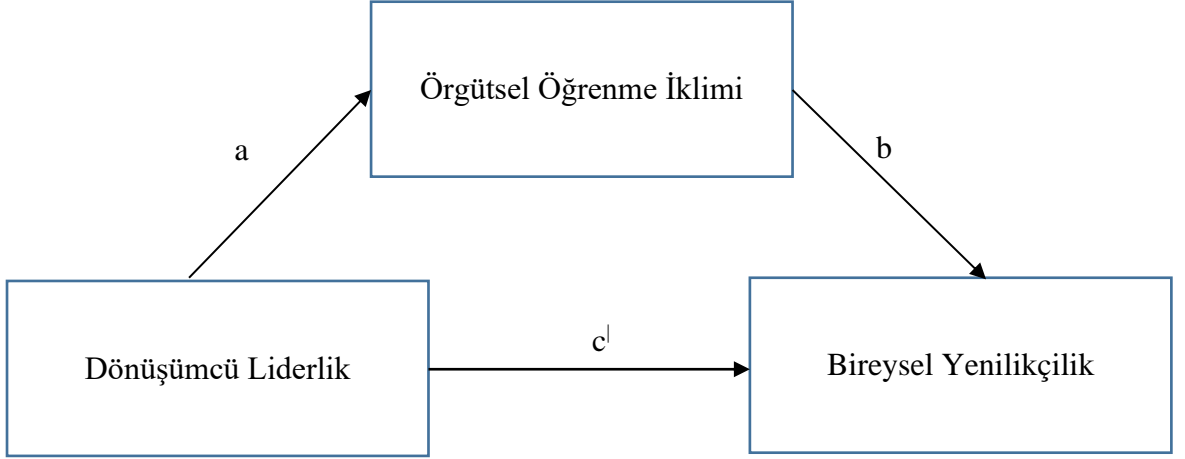 Örgütsel Öğrenme İklimi
a
b
c|
Dönüşümcü Liderlik
Bireysel Yenilikçilik